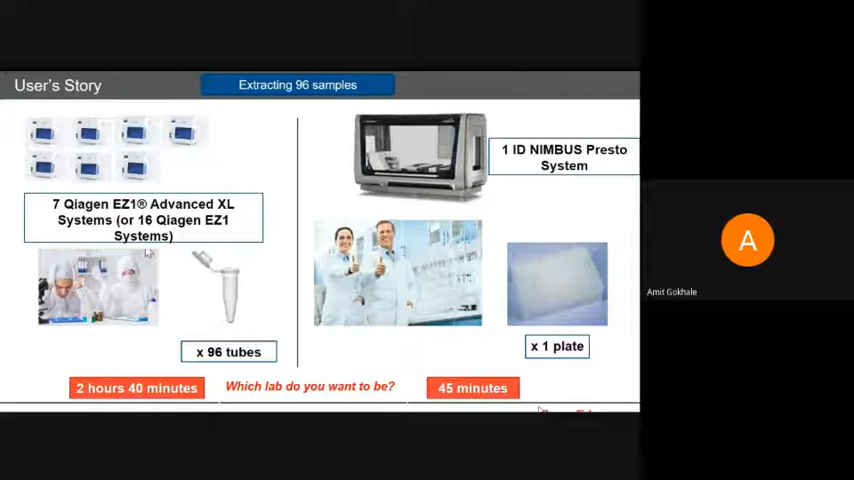 User's Story
Extracting 96 samples
7 Qiagen EZ1® Advanced XL
Systems (or 16 Qiagen EZ1
Systems)
x 96 tubes
2 hours 40 minutes
Which lab do you want to be?
1 ID NIMBUS Presto
System
x 1 plate
45 minutes
A
Amit Gokhale